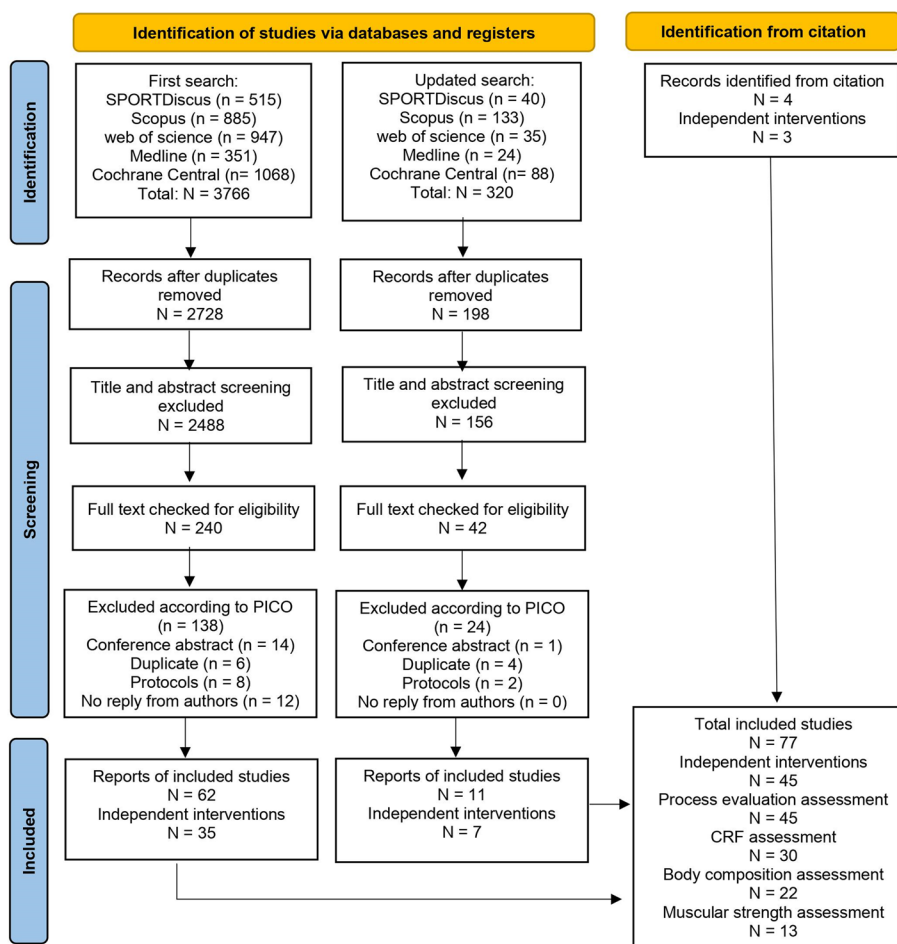 Identification of studies via databases and registers
Identification from citation
Identification
First search:
SPORTDiscus (n = 515)
Scopus (n = 885)
web of science (n = 947)
Medline (n = 351)
Cochrane Central (n= 1068)
Total: N = 3766
Updated search:
SPORTDiscus (n = 40)
Scopus (n = 133)
web of science (n = 35)
Medline (n = 24)
Cochrane Central (n= 88)
Total: N = 320
Records identified from citation
N = 4
Independent interventions
N = 3
Screening
Records after duplicates
removed
N = 2728
Records after duplicates
removed
N = 198
Title and abstract screening
excluded
N = 2488
Title and abstract screening
excluded
N = 156
Full text checked for eligibility
N = 240
Full text checked for eligibility
N = 42
Excluded according to PICO
(n = 138)
Conference abstract (n = 14)
Duplicate (n = 6)
Protocols (n = 8)
No reply from authors (n = 12)
Excluded according to PICO
(n = 24)
Conference abstract (n = 1)
Duplicate (n = 4)
Protocols (n = 2)
No reply from authors (n = 0)
Included
Reports of included studies
N = 62
Independent interventions
N = 35
Reports of included studies
N = 11
Independent interventions
N = 7
Total included studies
N = 77
Independent interventions
N = 45
Process evaluation assessment
N = 45
CRF assessment
N = 30
Body composition assessment
N = 22
Muscular strength assessment
N = 13